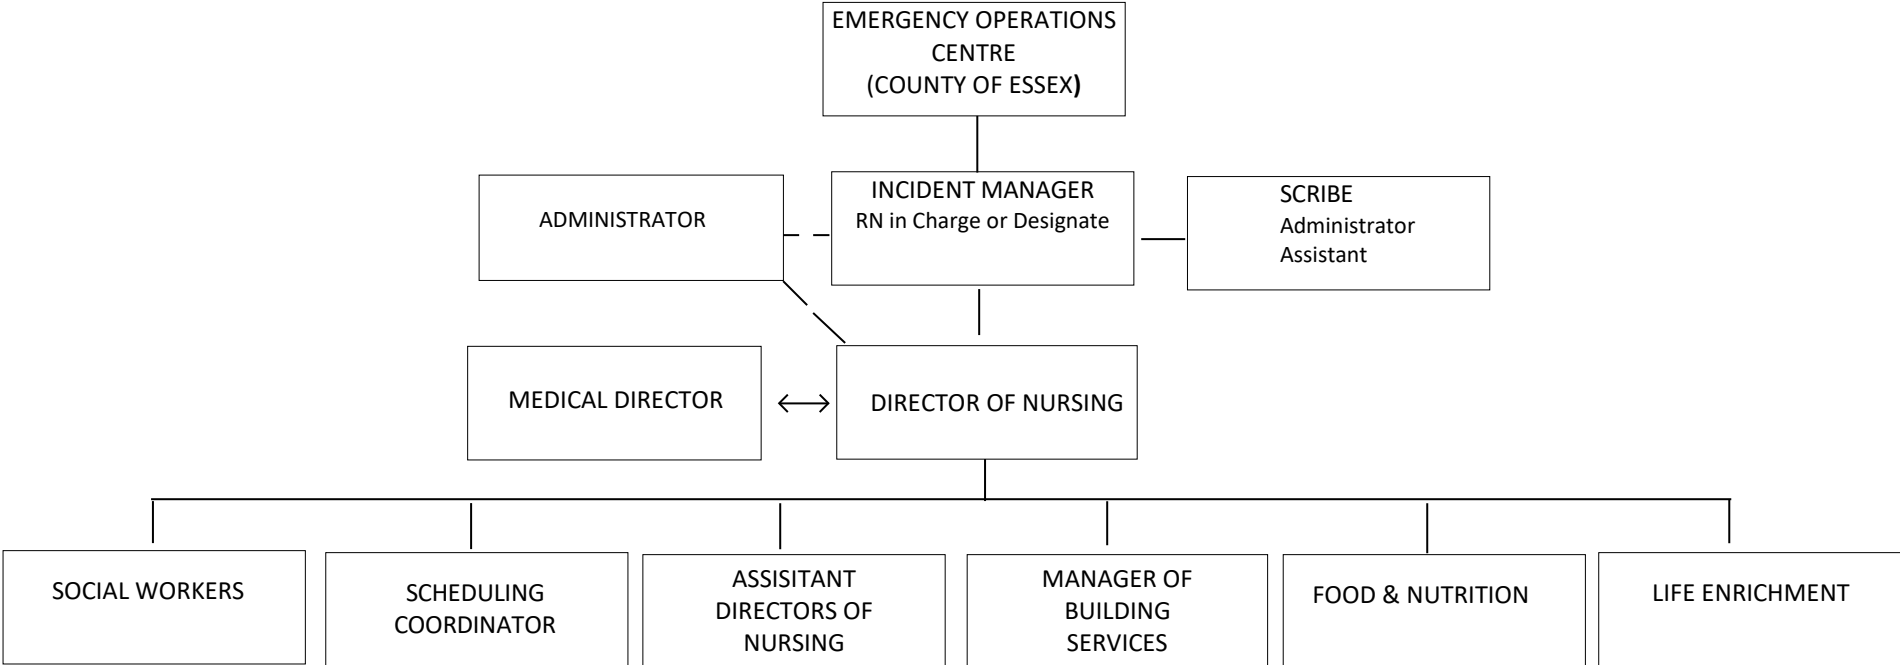 EMERGENCY OPERATIONS
CENTRE
(COUNTY OF ESSEX)
ADMINISTRATOR
INCIDENT MANAGER
RN in Charge or Designate
SCRIBE
Administrator
Assistant
MEDICAL DIRECTOR
DIRECTOR OF NURSING
SOCIAL WORKERS
SCHEDULING
COORDINATOR
ASSISITANT
DIRECTORS OF
NURSING
MANAGER OF
BUILDING
SERVICES
FOOD & NUTRITION
LIFE ENRICHMENT